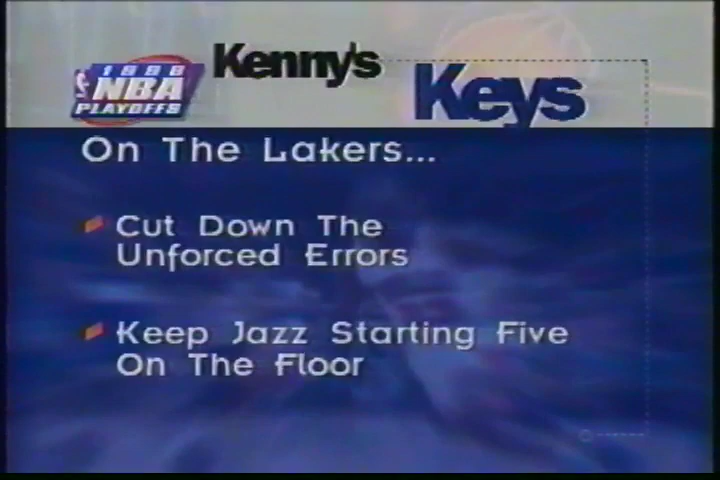 Kenny's
1998
NBA
PLAYOFFS
Keys
On The Lakers...
Cut Down The
Unforced Errors
Keep Jazz Starting Five
On The Floor